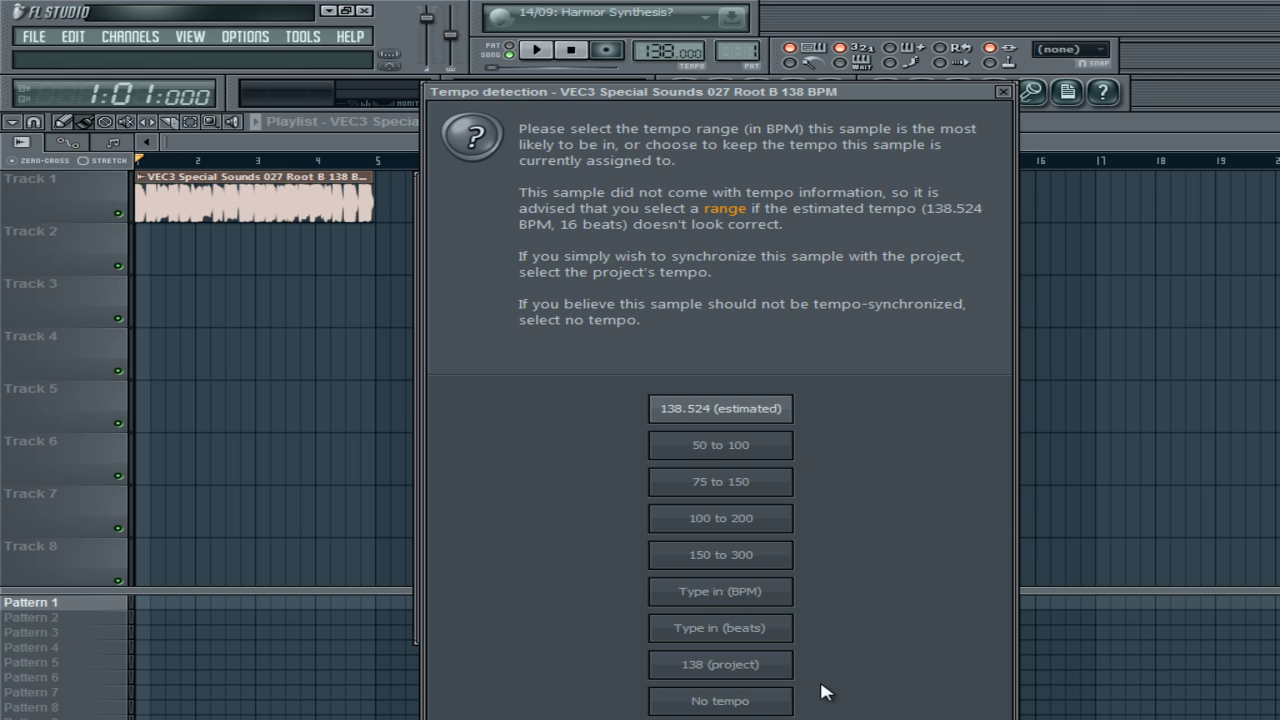 FL STUDIO
FILE EDIT CHANNELS VIEW OPTIONS TOOLS HELP
14/09: Harmor Synthesis?
PAT
SONG
138.000
TEMPO
1
PAT
3 2 1
WAIT
(none)
SNAP
1:01:000
MONIT
Playlist - VEC3 Specia
ZERO-CROSS STRETCH
2 3 4 5 16 17 18 19
Track 1
VEC3 Special Sounds 027 Root B 138 B...
Track 2
Track 3
Track 4
Track 5
Track 6
Track 7
Track 8
Pattern 1
Pattern 2
Pattern 3
Pattern 4
Pattern 5
Pattern 6
Pattern 7
Pattern 8
Tempo detection - VEC3 Special Sounds 027 Root B 138 BPM
Please select the tempo range (in BPM) this sample is the most
likely to be in, or choose to keep the tempo this sample is
currently assigned to.
This sample did not come with tempo information, so it is
advised that you select a range if the estimated tempo (138.524
BPM, 16 beats) doesn't look correct.
If you simply wish to synchronize this sample with the project,
select the project's tempo.
If you believe this sample should not be tempo-synchronized,
select no tempo.
138.524 (estimated)
50 to 100
75 to 150
100 to 200
150 to 300
Type in (BPM)
Type in (beats)
138 (project)
No tempo